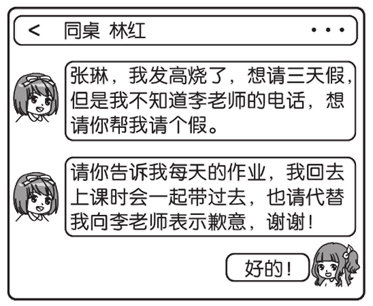 < 同桌 林红 ···
张琳，我发高烧了，想请三天假，
但是我不知道李老师的电话，想
请你帮我请个假。
请你告诉我每天的作业，我回去
上课时会一起带过去，也请代替
我向李老师表示歉意，谢谢！
好的！